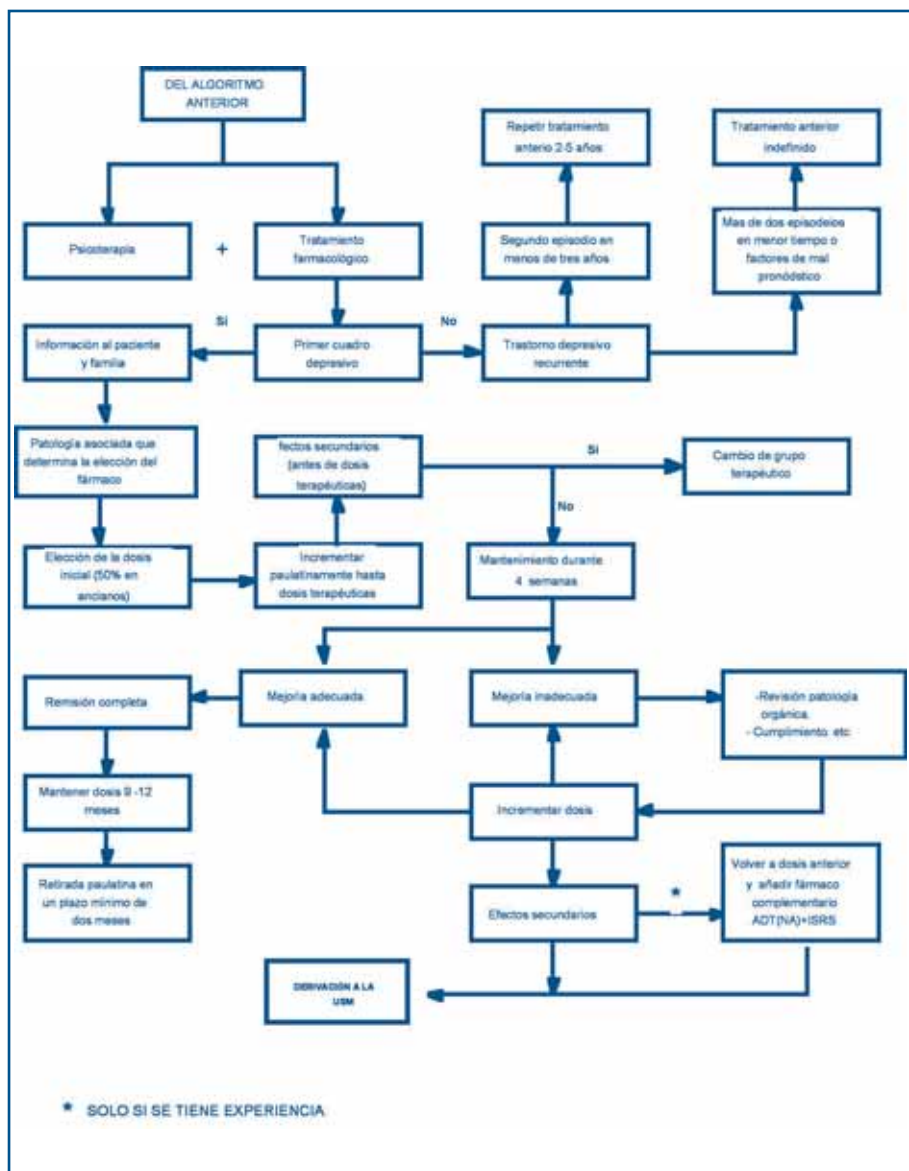 DEL ALGORITMO
ANTERIOR
Repetir tratamiento
anterio 2-5 años
Tratamiento anterior
indefinido
Psicoterapia
+
Tratamiento
farmacológico
Segundo episodio en
menos de tres años
Mas de dos episodeios
en menor tiempo o
factores de mal
pronóstico
Sí
No
Información al paciente
y familia
Primer cuadro
depresivo
Trastorno depresivo
recurrente
Patología asociada que
determina la elección del
fármaco
fectos secundarios
(antes de dosis
terapéuticas)
Si
Cambio de grupo
terapéutico
No
Elección de la dosis
inicial (50% en
ancianos)
Incrementar
paulatinamente hasta
dosis terapéuticas
Mantenimiento durante
4 semanas
Remisión completa
Mejoría adecuada
Mejoría inadecuada
-Revisión patología
orgánica.
- Cumplimiento. etc
Mantener dosis 9 -12
meses
Incrementar dosis
Retirada paulatina en
un plazo mínimo de
dos meses
Efectos secundarios
*
Volver a dosis anterior
y añadir fármaco
complementario
ADT(NA)+ISRS
DERIVACIÓN A LA
USM
* SOLO SI SE TIENE EXPERIENCIA